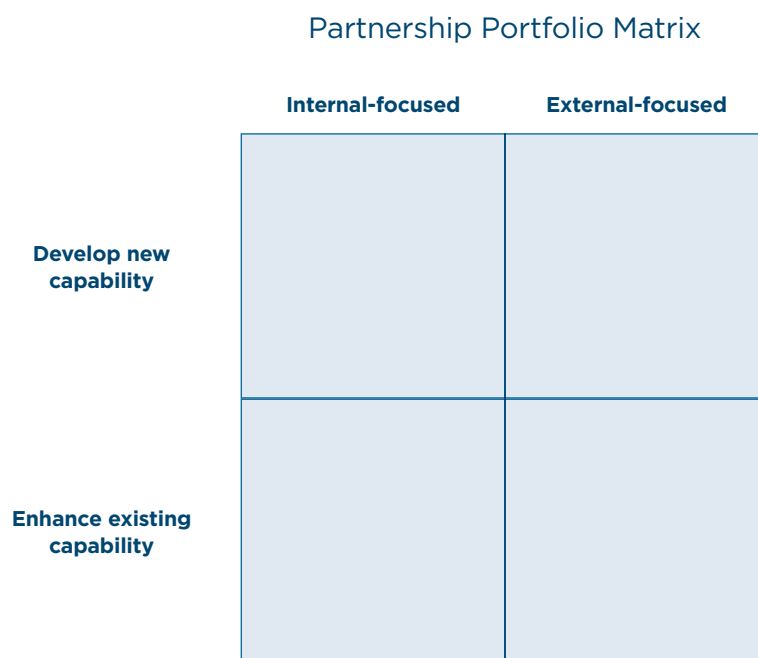 Partnership Portfolio Matrix
Internal-focused
External-focused
Develop new
capability
Enhance existing
capability